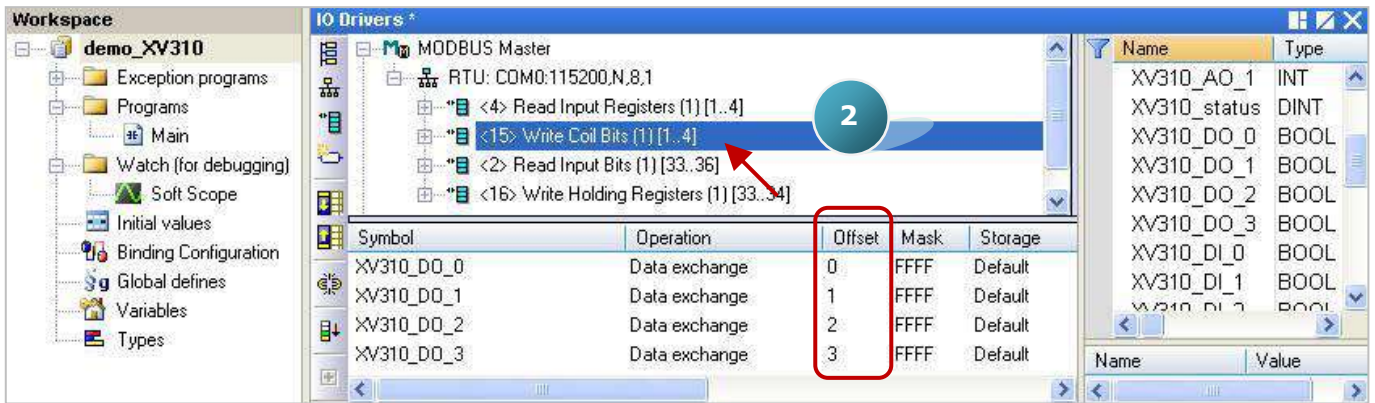 Workspace
demo_XV310
Exception programs
Programs
Main
Watch (for debugging)
Soft Scope
Initial values
Binding Configuration
Global defines
Variables
Types
IO Drivers *
MODBUS Master
RTU: COM0:115200,N,8,1
<4> Read Input Registers (1) [1..4]
<15> Write Coil Bits (1) [1..4]
<2> Read Input Bits (1) [33..36]
<16> Write Holding Registers (1) [33..34]
2
Symbol Operation Offset Mask Storage
XV310_DO_0 Data exchange 0 FFFF Default
XV310_DO_1 Data exchange 1 FFFF Default
XV310_DO_2 Data exchange 2 FFFF Default
XV310_DO_3 Data exchange 3 FFFF Default
Name Type
XV310_AO_1 INT
XV310_status DINT
XV310_DO_0 BOOL
XV310_DO_1 BOOL
XV310_DO_2 BOOL
XV310_DO_3 BOOL
XV310_DI_0 BOOL
XV310_DI_1 BOOL
XV310_DI_2 BOOL
Name Value